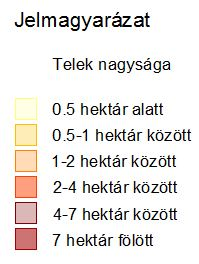 Jelmagyarázat
Telek nagysága
0.5 hektár alatt
0.5-1 hektár között
1-2 hektár között
2-4 hektár között
4-7 hektár között
7 hektár fölött